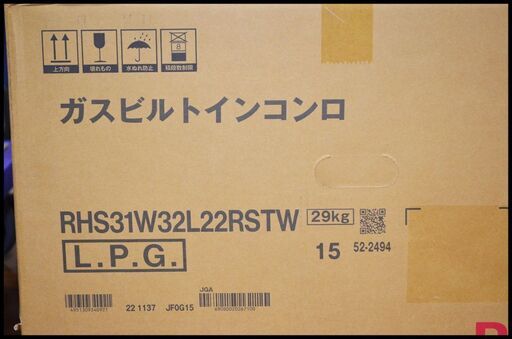 上方向 壊れもの 水ぬれ防止 積段数制限
8
ガスビルトインコンロ
RHS31W32L22RSTW 29kg
L.P.G. 15 52-2494
JGA
22 1137 JF0G15